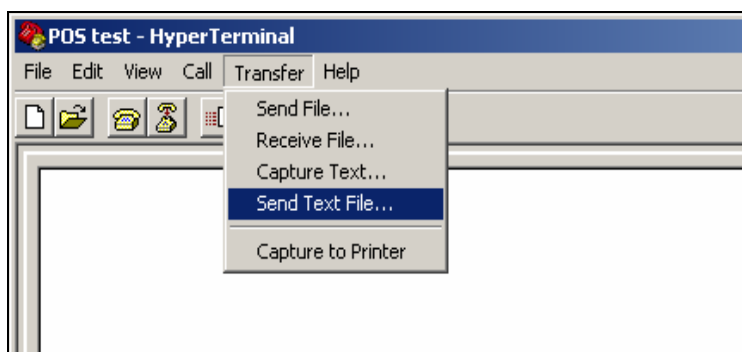 POS test - HyperTerminal
File Edit View Call Transfer Help
Send File...
Receive File...
Capture Text...
Send Text File...
Capture to Printer